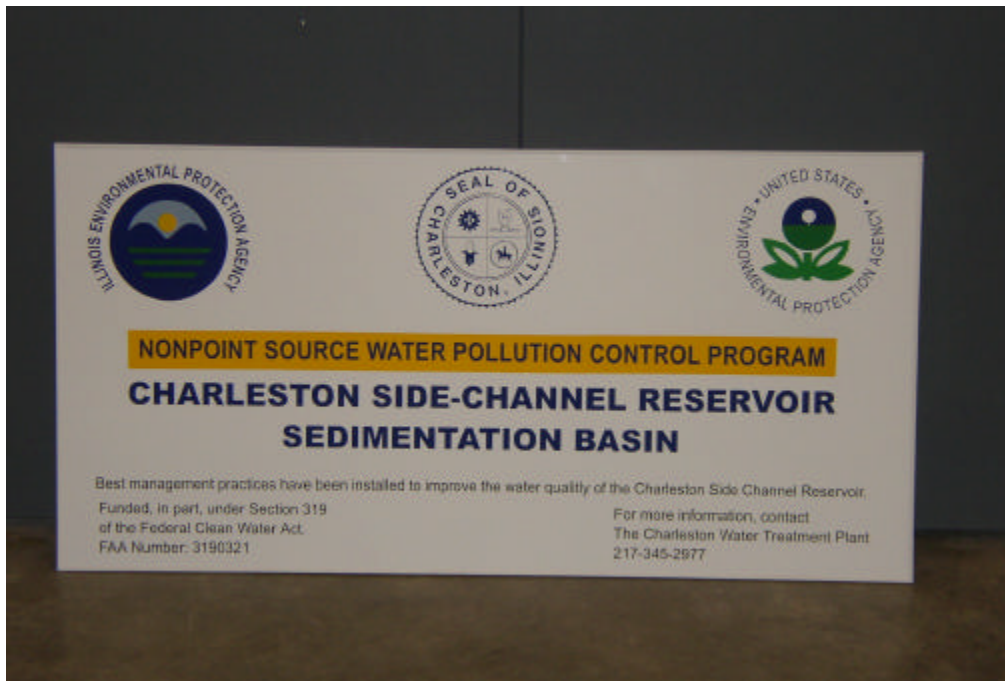 ILLINOIS ENVIRONMENTAL PROTECTION AGENCY
SEAL OF CHARLESTON, ILLINOIS
• UNITED STATES •
ENVIRONMENTAL PROTECTION AGENCY
NONPOINT SOURCE WATER POLLUTION CONTROL PROGRAM
CHARLESTON SIDE-CHANNEL RESERVOIR
SEDIMENTATION BASIN
Best management practices have been installed to improve the water quality of the Charleston Side Channel Reservoir.
Funded, in part, under Section 319
of the Federal Clean Water Act.
FAA Number: 3190321
For more information, contact
The Charleston Water Treatment Plant
217-345-2977